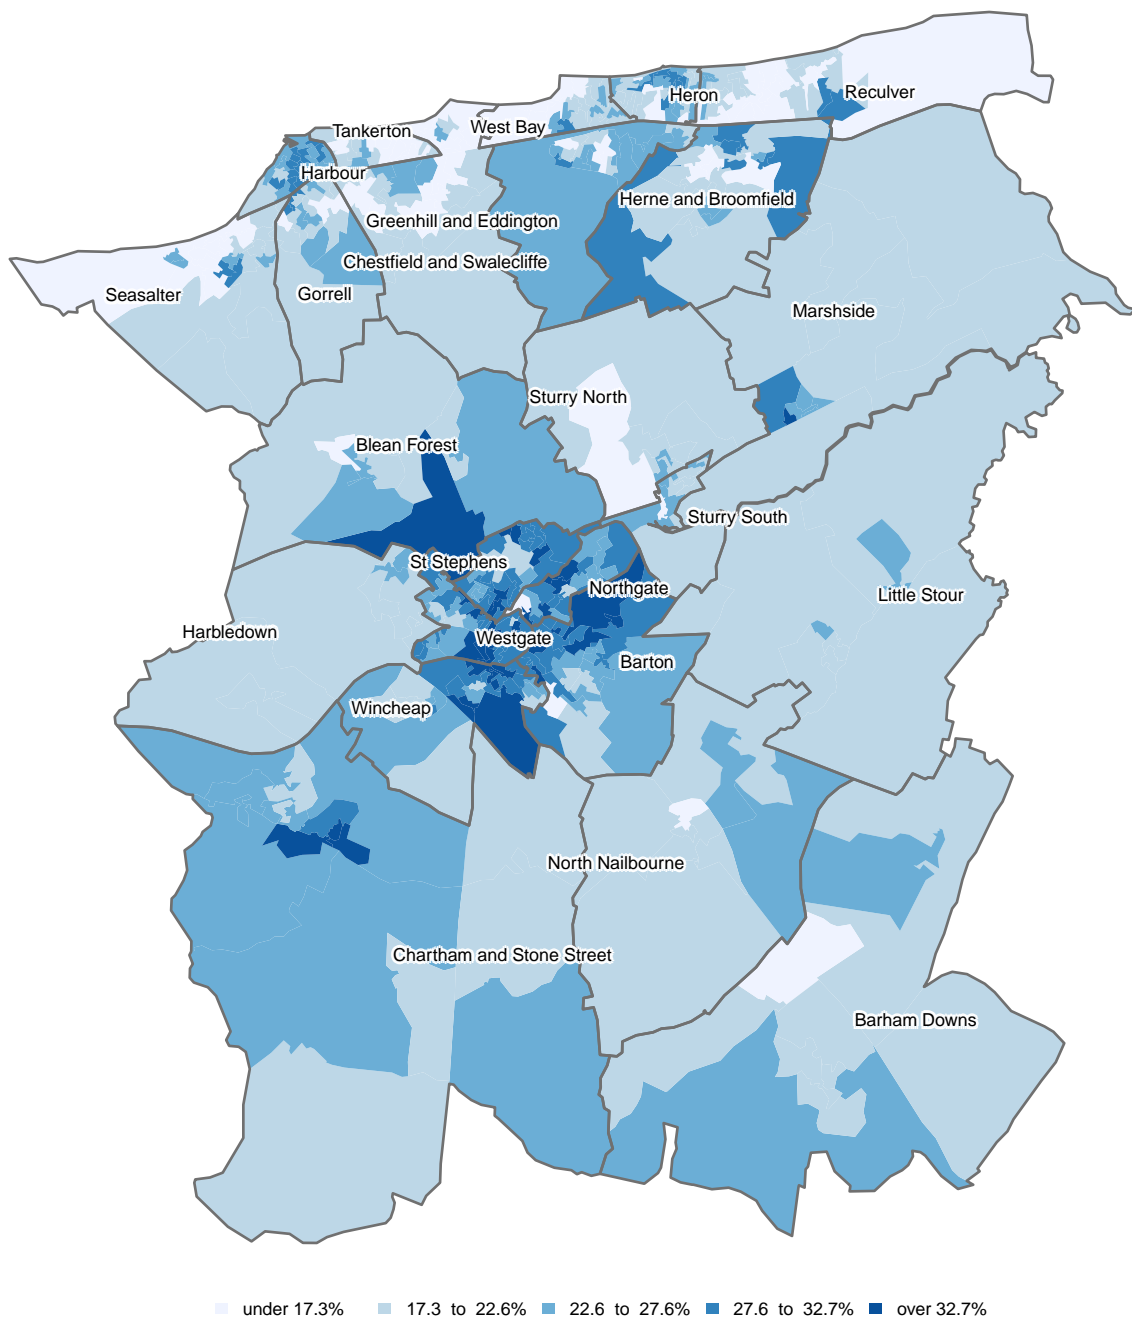 Reculver
Heron
West Bay
Tankerton
Harbour
Herne and Broomfield
Greenhill and Eddington
Chestfield and Swalecliffe
Seasalter
Gorrell
Marshside
Sturry North
Blean Forest
Sturry South
St Stephens
Northgate
Little Stour
Harbledown
Westgate
Barton
Wincheap
North Nailbourne
Chartham and Stone Street
Barham Downs
under 17.3% 17.3 to 22.6% 22.6 to 27.6% 27.6 to 32.7% over 32.7%